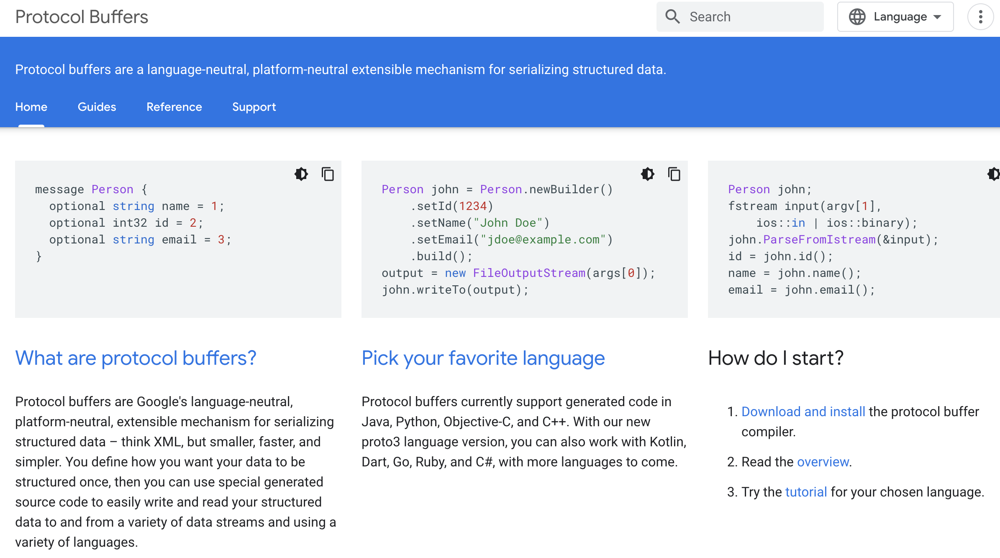 Protocol Buffers
Search
Language
Protocol buffers are a language-neutral, platform-neutral extensible mechanism for serializing structured data.
Home
Guides
Reference
Support
message Person {
  optional string name = 1;
  optional int32 id = 2;
  optional string email = 3;
}
What are protocol buffers?
Protocol buffers are Google's language-neutral,
platform-neutral, extensible mechanism for serializing
structured data – think XML, but smaller, faster, and
simpler. You define how you want your data to be
structured once, then you can use special generated
source code to easily write and read your structured
data to and from a variety of data streams and using a
variety of languages.
Person john = Person.newBuilder()
    .setId(1234)
    .setName("John Doe")
    .setEmail("jdoe@example.com")
    .build();
output = new FileOutputStream(args[0]);
john.writeTo(output);
Pick your favorite language
Protocol buffers currently support generated code in
Java, Python, Objective-C, and C++. With our new
proto3 language version, you can also work with Kotlin,
Dart, Go, Ruby, and C#, with more languages to come.
Person john;
fstream input(argv[1],
    ios::in | ios::binary);
john.ParseFromIstream(&input);
id = john.id();
name = john.name();
email = john.email();
How do I start?
1. Download and install the protocol buffer
compiler.
2. Read the overview.
3. Try the tutorial for your chosen language.